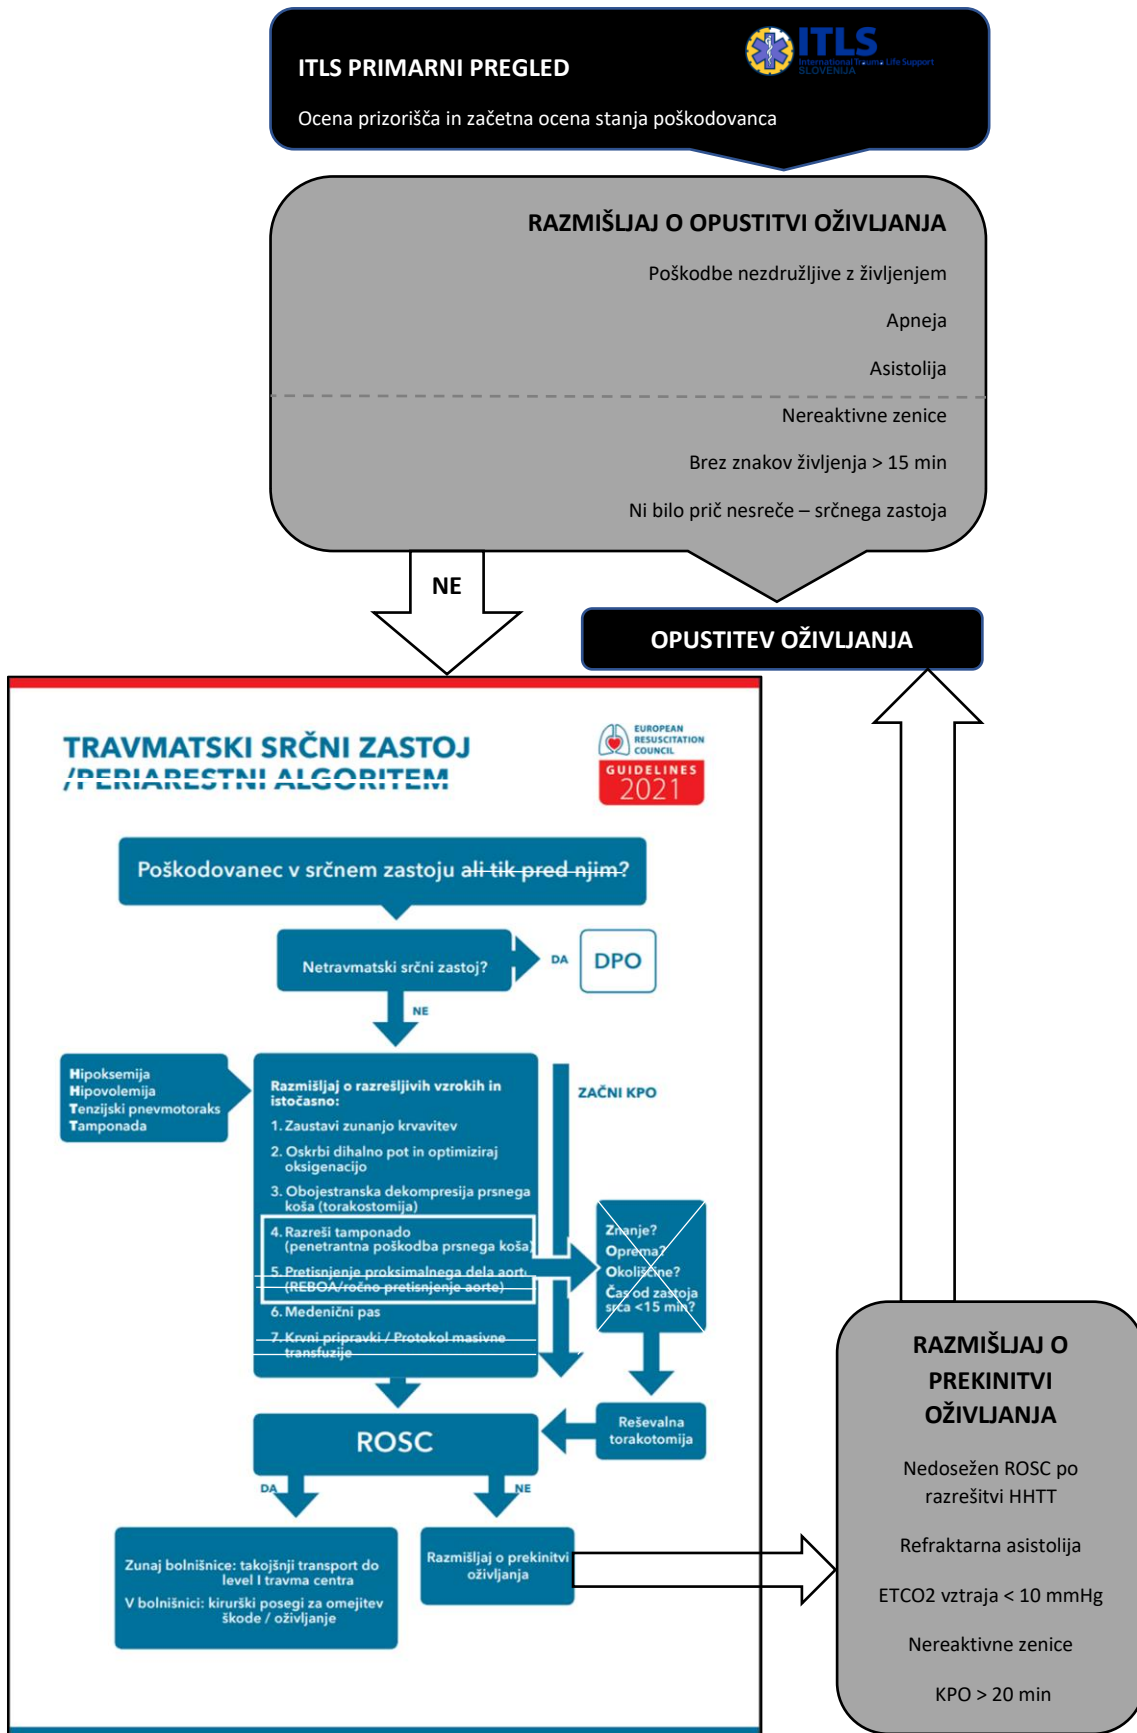 ITLS PRIMARNI PREGLED
ITLS
International Trauma Life Support
SLOVENIJA
Ocena prizorišča in začetna ocena stanja poškodovanca
RAZMIŠLJAJ O OPUSTITVI OŽIVLJANJA
Poškodbe nezdružljive z življenjem
Apneja
Asistolija
Nereaktivne zenice
Brez znakov življenja > 15 min
Ni bilo prič nesreče – srčnega zastoja
NE
OPUSTITEV OŽIVLJANJA
TRAVMATSKI SRČNI ZASTOJ
/PERIARESTNI ALGORITEM
EUROPEAN
RESUSCITATION
COUNCIL
GUIDELINES
2021
Poškodovanec v srčnem zastoju ali tik pred njim?
Netravmatski srčni zastoj?
DA
DPO
NE
Hipoksemija
Hipovolemija
Tenzijski pnevmotoraks
Tamponada
Razmišljaj o razrešljivih vzrokih in
istočasno:
1. Zaustavi zunanjo krvavitev
2. Oskrbi dihalno pot in optimiziraj
oksigenacijo
3. Obojestranska dekompresija prsnega
koša (torakostomija)
4. Razreši tamponado
(penetrantna poškodba prsnega koša)
5. Pretisnjenje proksimalnega dela aorte
(REBOA/ročno pretisnjenje aorte)
6. Medenični pas
7. Krvni pripravki / Protokol masivne
transfuzije
ZAČNI KPO
Znanje?
Oprema?
Okoliščine?
Čas od zastoja
srca <15 min?
Reševalna
torakotomija
ROSC
DA
NE
Zunaj bolnišnice: takojšnji transport do
level I travma centra
V bolnišnici: kirurški posegi za omejitev
škode / oživljanje
Razmišljaj o prekinitvi
oživljanja
RAZMIŠLJAJ O
PREKINITVI
OŽIVLJANJA
Nedosežen ROSC po
razrešitvi HHTT
Refraktarna asistolija
ETCO2 vztraja < 10 mmHg
Nereaktivne zenice
KPO > 20 min